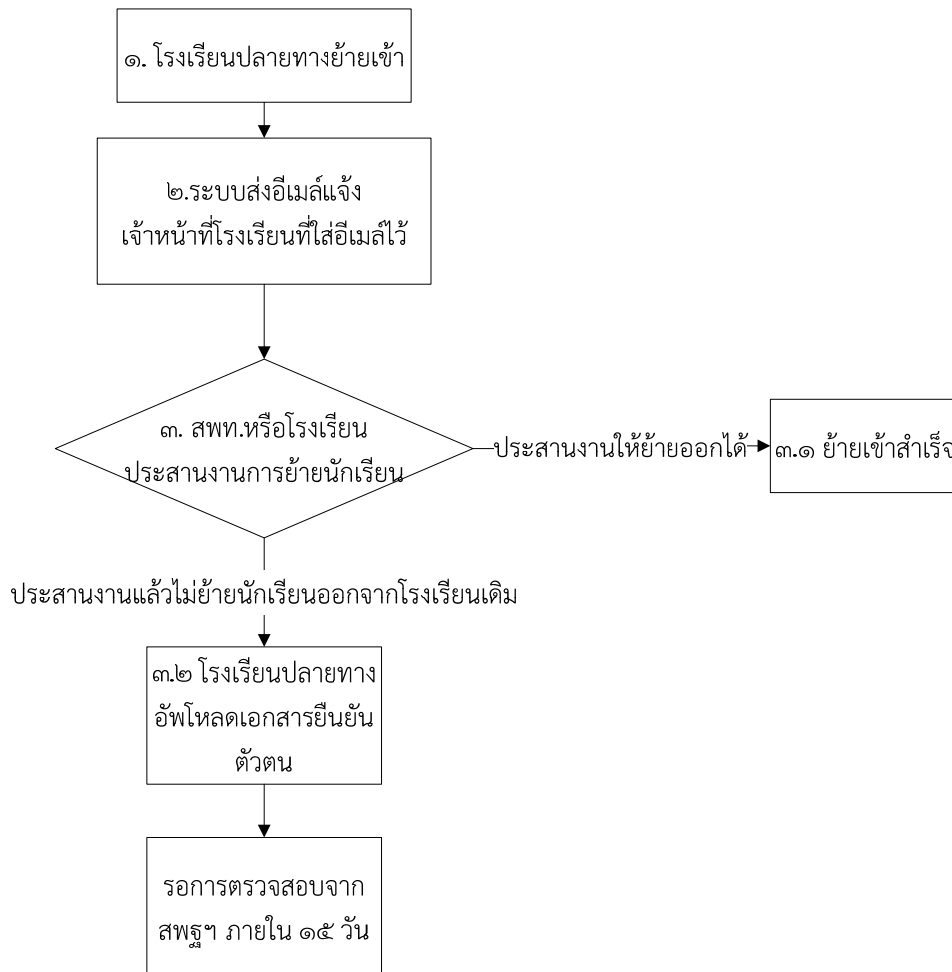 ๑. โรงเรียนปลายทางย้ายเข้า
๒.ระบบส่งอีเมล์แจ้ง
เจ้าหน้าที่โรงเรียนที่ใส่อีเมล์ไว้
๓. สพท.หรือโรงเรียน
ประสานงานการย้ายนักเรียน
ประสานงานให้ย้ายออกได้
๓.๑ ย้ายเข้าสำเร็จ
ประสานงานแล้วไม่ย้ายนักเรียนออกจากโรงเรียนเดิม
๓.๒ โรงเรียนปลายทาง
อัพโหลดเอกสารยืนยัน
ตัวตน
รอการตรวจสอบจาก
สพฐฯ ภายใน ๑๕ วัน